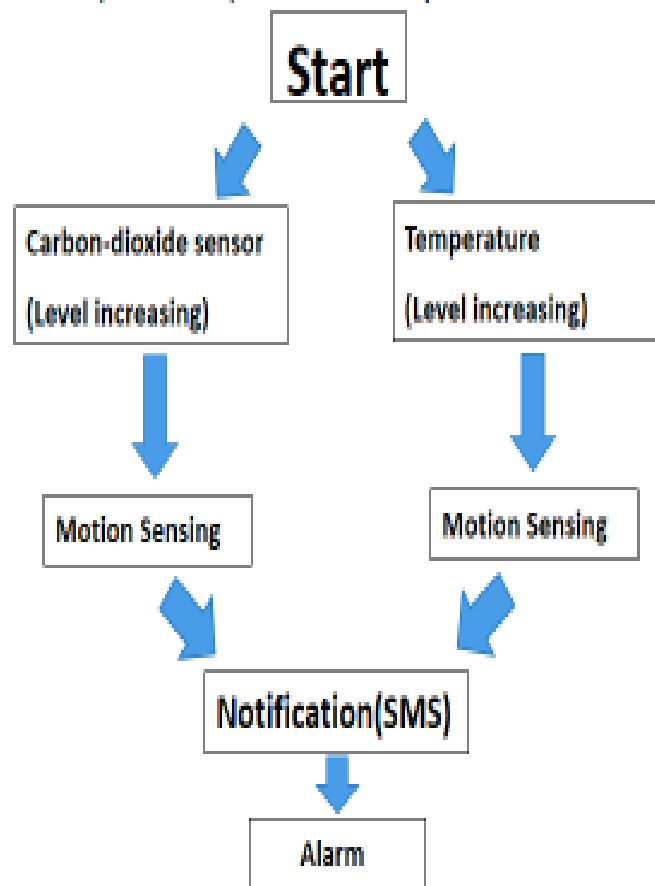 Start
Carbon-dioxide sensor
(Level increasing)
Temperature
(Level increasing)
Motion Sensing
Motion Sensing
Notification(SMS)
Alarm